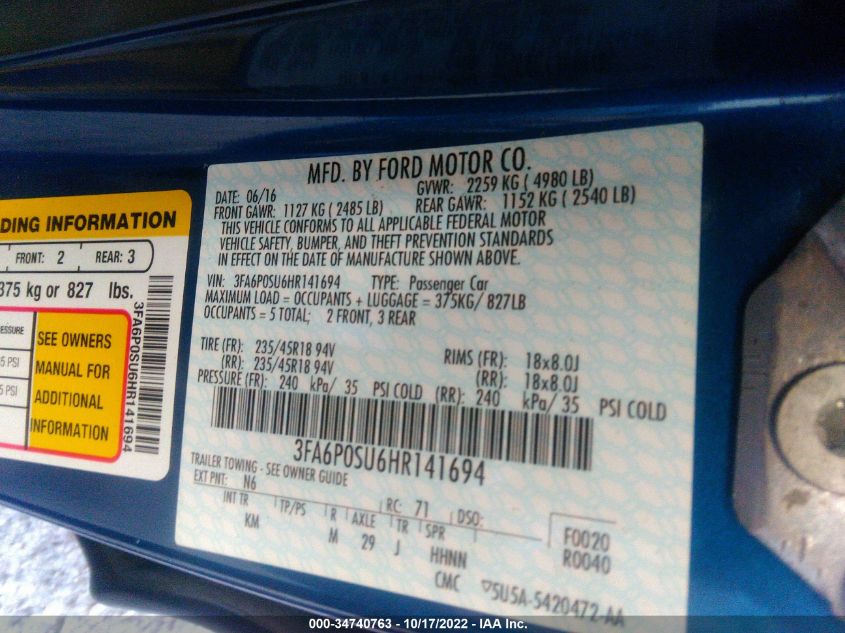 DING INFORMATION
FRONT: 2 REAR: 3
375 kg or 827 lbs.
PRESSURE
5 PSI
5 PSI
SEE OWNERS
MANUAL FOR
ADDITIONAL
INFORMATION
3FA6P0SU6HR141694
MFD. BY FORD MOTOR CO.
DATE: 06/16 GVWR: 2259 KG ( 4980 LB)
FRONT GAWR: 1127 KG ( 2485 LB) REAR GAWR: 1152 KG ( 2540 LB)
THIS VEHICLE CONFORMS TO ALL APPLICABLE FEDERAL MOTOR
VEHICLE SAFETY, BUMPER, AND THEFT PREVENTION STANDARDS
IN EFFECT ON THE DATE OF MANUFACTURE SHOWN ABOVE.
VIN: 3FA6P0SU6HR141694 TYPE: Passenger Car
MAXIMUM LOAD = OCCUPANTS + LUGGAGE = 375KG/ 827LB
OCCUPANTS = 5 TOTAL; 2 FRONT, 3 REAR
TIRE (FR): 235/45R18 94V RIMS (FR): 18x8.0J
(RR): 235/45R18 94V (RR): 18x8.0J
PRESSURE (FR): 240 kPa/ 35 PSI COLD (RR): 240 kPa/ 35 PSI COLD
3FA6P0SU6HR141694
TRAILER TOWING - SEE OWNER GUIDE
EXT PNT: N6 RC: 71 DSO:
INT TR TP/PS R AXLE TR SPR F0020
KM M 29 J HHNN R0040
CMC 5U5A-5420472-AA
000-34740763 - 10/17/2022 - IAA Inc.